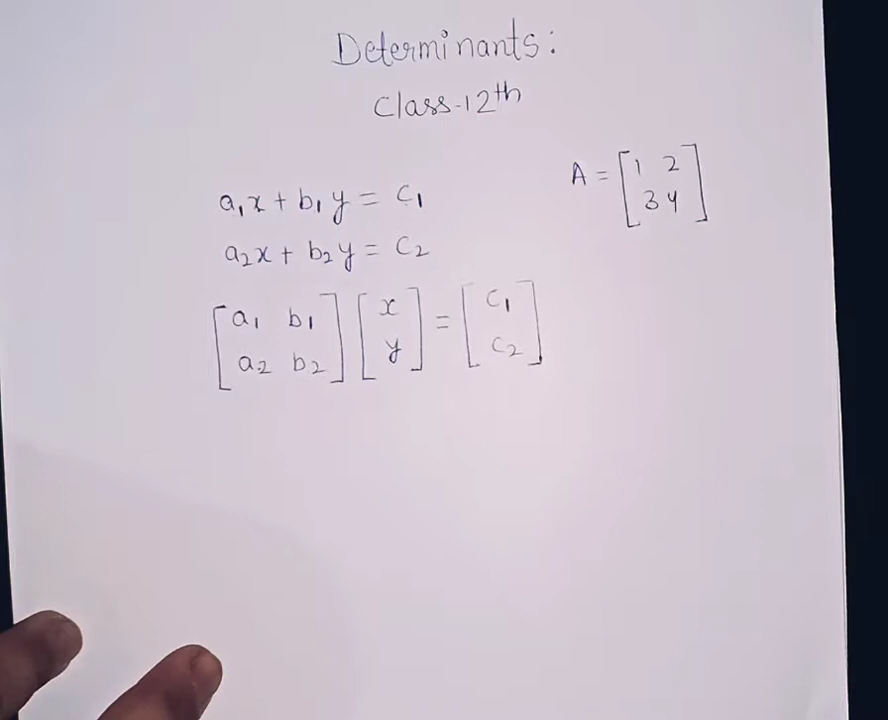 Determinants:
Class-12th
a₁x + b₁y = c₁
a₂x + b₂y = c₂
A = [1 2
3 4]
[a₁ b₁] [x] = [c₁]
[a₂ b₂] [y] [c₂]